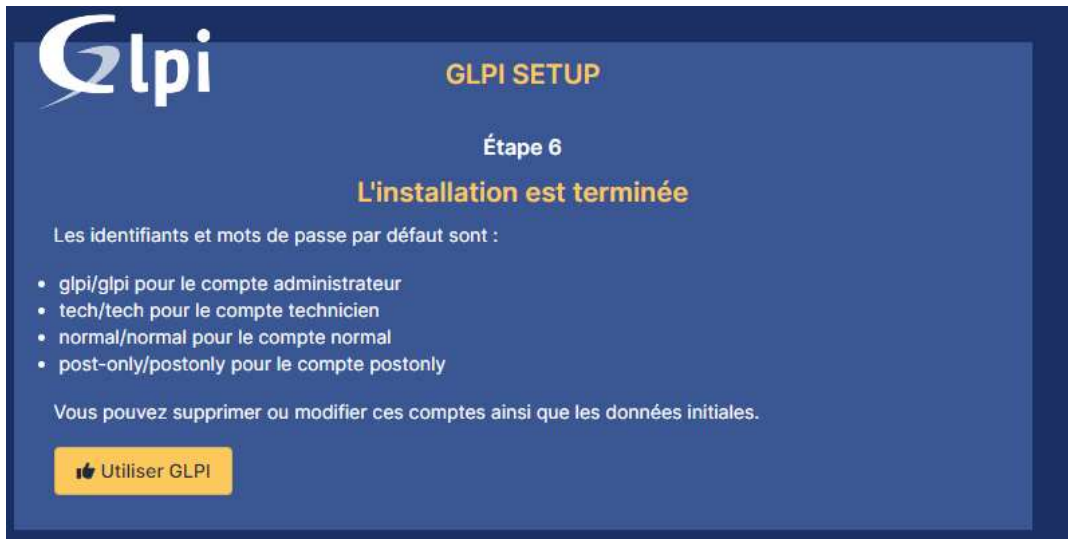 Glpi
GLPI SETUP
Étape 6
L'installation est terminée
Les identifiants et mots de passe par défaut sont :
• glpi/glpi pour le compte administrateur
• tech/tech pour le compte technicien
• normal/normal pour le compte normal
• post-only/postonly pour le compte postonly
Vous pouvez supprimer ou modifier ces comptes ainsi que les données initiales.
Utiliser GLPI